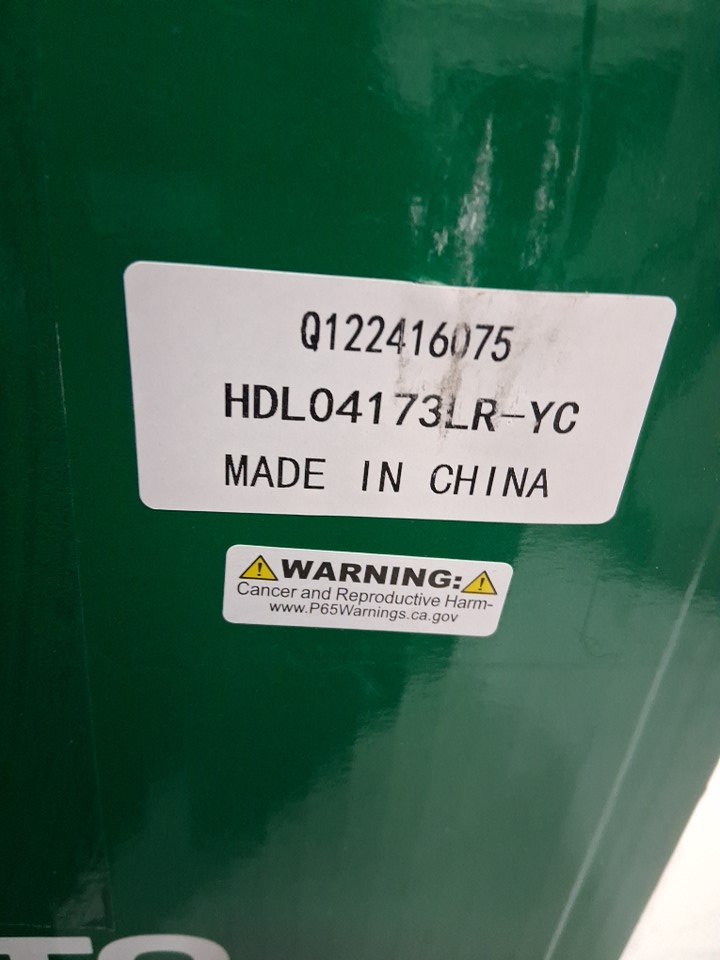 Q122416075
HDL04173LR-YC
MADE IN CHINA
WARNING:
Cancer and Reproductive Harm-
www.P65Warnings.ca.gov